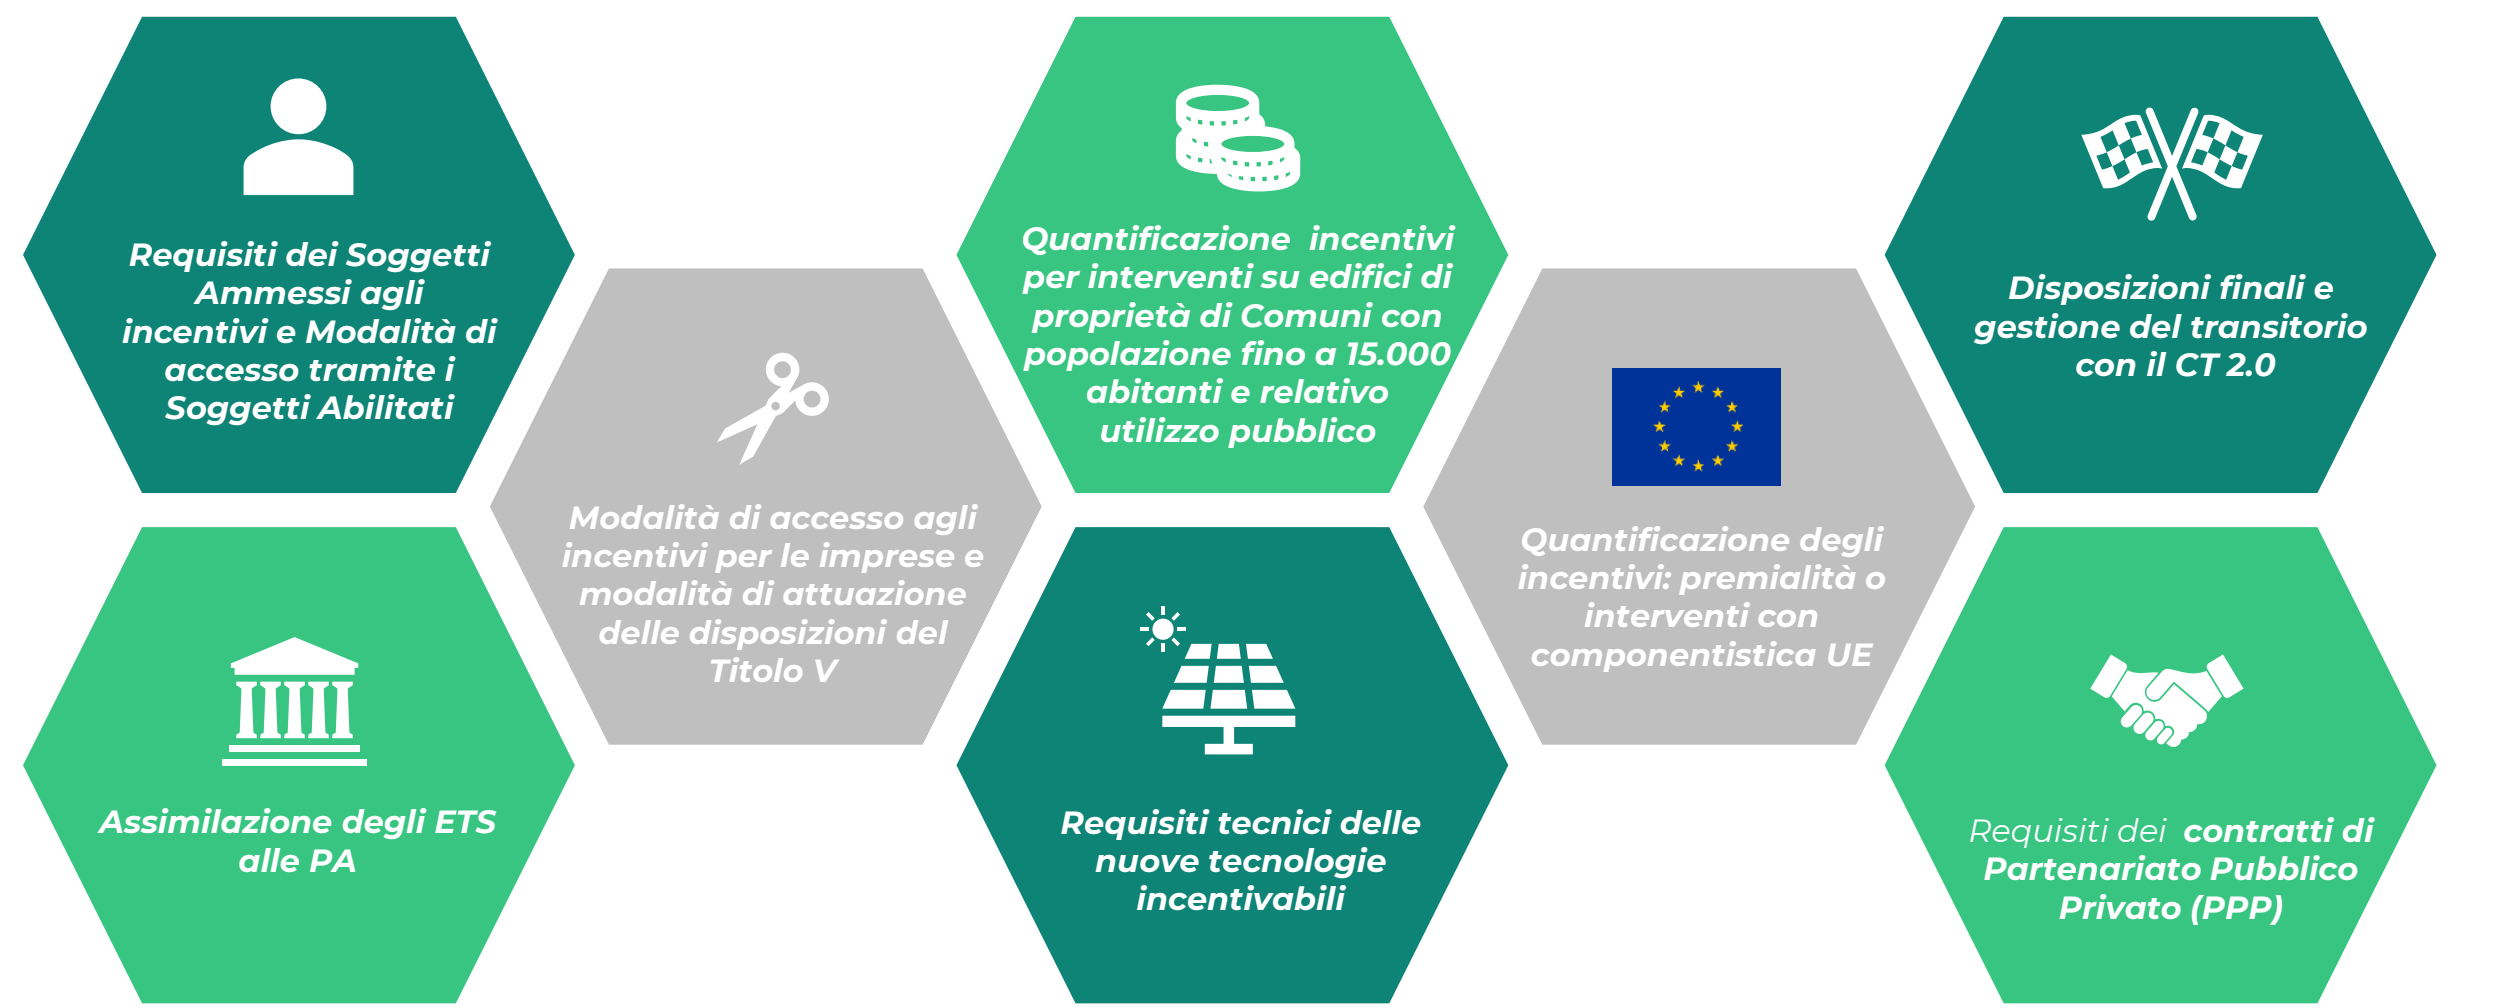 Requisiti dei Soggetti
Ammessi agli
incentivi e Modalità di
accesso tramite i
Soggetti Abilitati
Assimilazione degli ETS
alle PA
Modalità di accesso agli
incentivi per le imprese e
modalità di attuazione
delle disposizioni del
Titolo V
Quantificazione  incentivi
per interventi su edifici di
proprietà di Comuni con
popolazione fino a 15.000
abitanti e relativo
utilizzo pubblico
Requisiti tecnici delle
nuove tecnologie
incentivabili
Quantificazione degli
incentivi: premialità o
interventi con
componentistica UE
Disposizioni finali e
gestione del transitorio
con il CT 2.0
Requisiti dei  contratti di
Partenariato Pubblico
Privato (PPP)